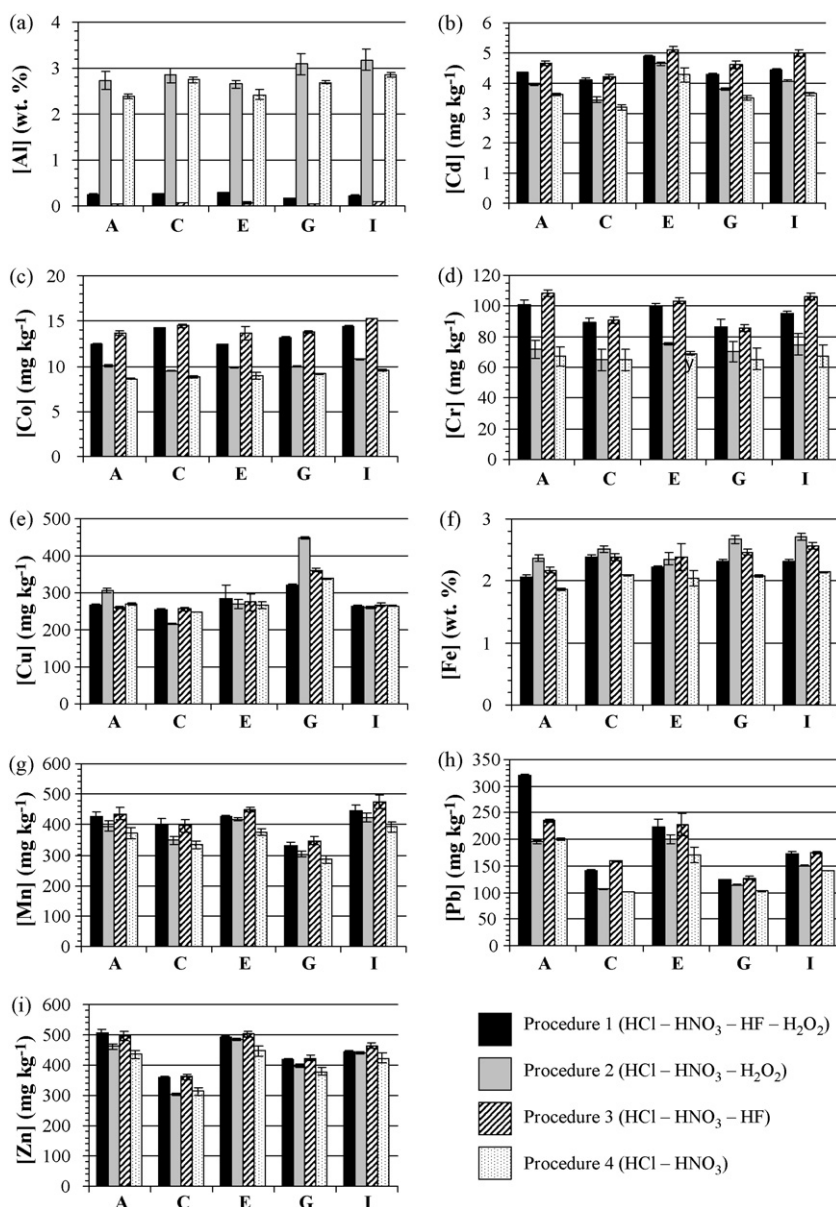 (a)
[Al] (wt. %)
4
3
2
1
0
A C E G I
(b)
[Cd] (mg kg⁻¹)
6
5
4
3
2
1
0
A C E G I
(c)
[Co] (mg kg⁻¹)
20
15
10
5
0
A C E G I
(d)
[Cr] (mg kg⁻¹)
120
100
80
60
40
20
0
y
A C E G I
(e)
[Cu] (mg kg⁻¹)
500
400
300
200
100
0
A C E G I
(f)
[Fe] (wt. %)
3
2
1
0
A C E G I
(g)
[Mn] (mg kg⁻¹)
600
500
400
300
200
100
0
A C E G I
(h)
[Pb] (mg kg⁻¹)
350
300
250
200
150
100
50
0
A C E G I
(i)
[Zn] (mg kg⁻¹)
600
500
400
300
200
100
0
A C E G I
Procedure 1 (HCl – HNO₃ – HF – H₂O₂)
Procedure 2 (HCl – HNO₃ – H₂O₂)
Procedure 3 (HCl – HNO₃ – HF)
Procedure 4 (HCl – HNO₃)